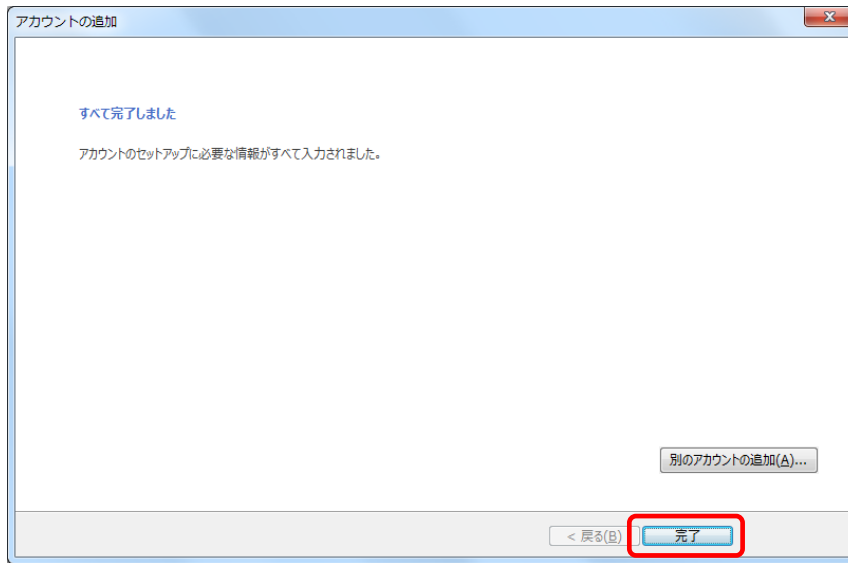 アカウントの追加
すべて完了しました
アカウントのセットアップに必要な情報がすべて入力されました。
別のアカウントの追加(A)...
< 戻る(B)
完了